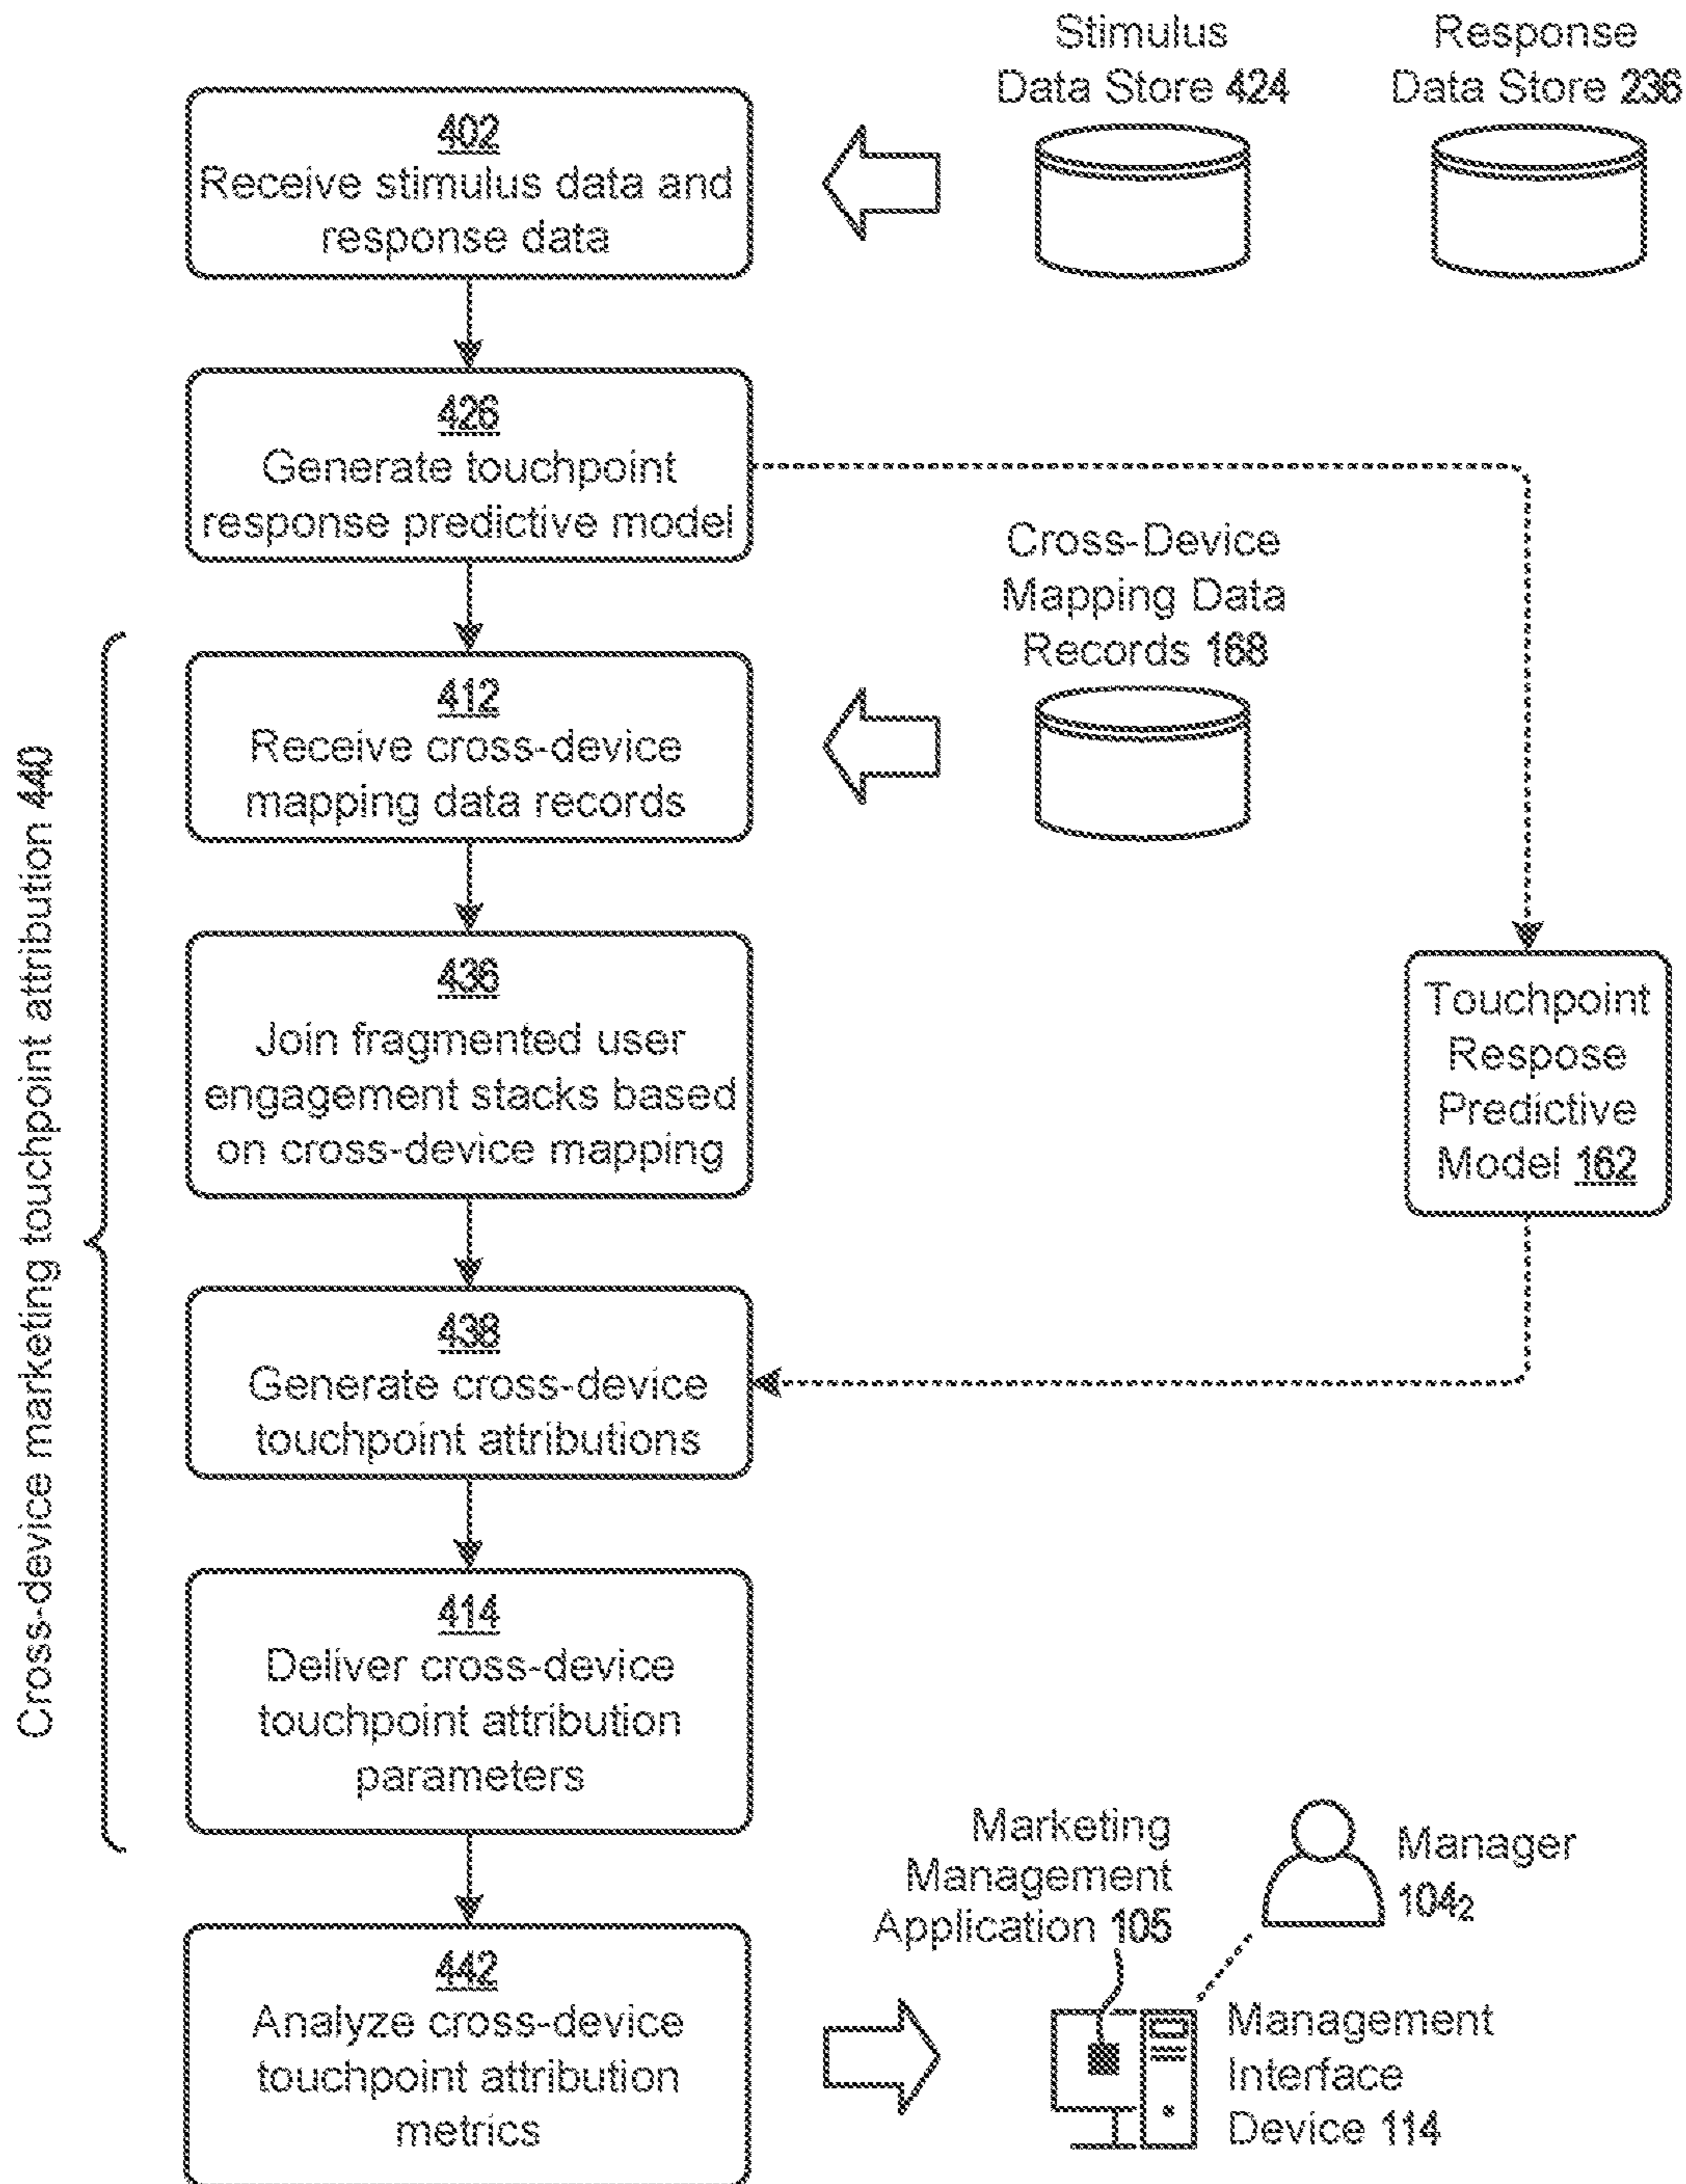 Stimulus
Data Store 424
Response
Data Store 236
402
Receive stimulus data and
response data
426
Generate touchpoint
response predictive model
Cross-Device
Mapping Data
Records 168
412
Receive cross-device
mapping data records
Cross-device marketing touchpoint attribution 440
436
Join fragmented user
engagement stacks based
on cross-device mapping
Touchpoint
Respose
Predictive
Model 162
438
Generate cross-device
touchpoint attributions
414
Deliver cross-device
touchpoint attribution
parameters
Marketing
Management
Application 105
Manager
104₂
442
Analyze cross-device
touchpoint attribution
metrics
Management
Interface
Device 114